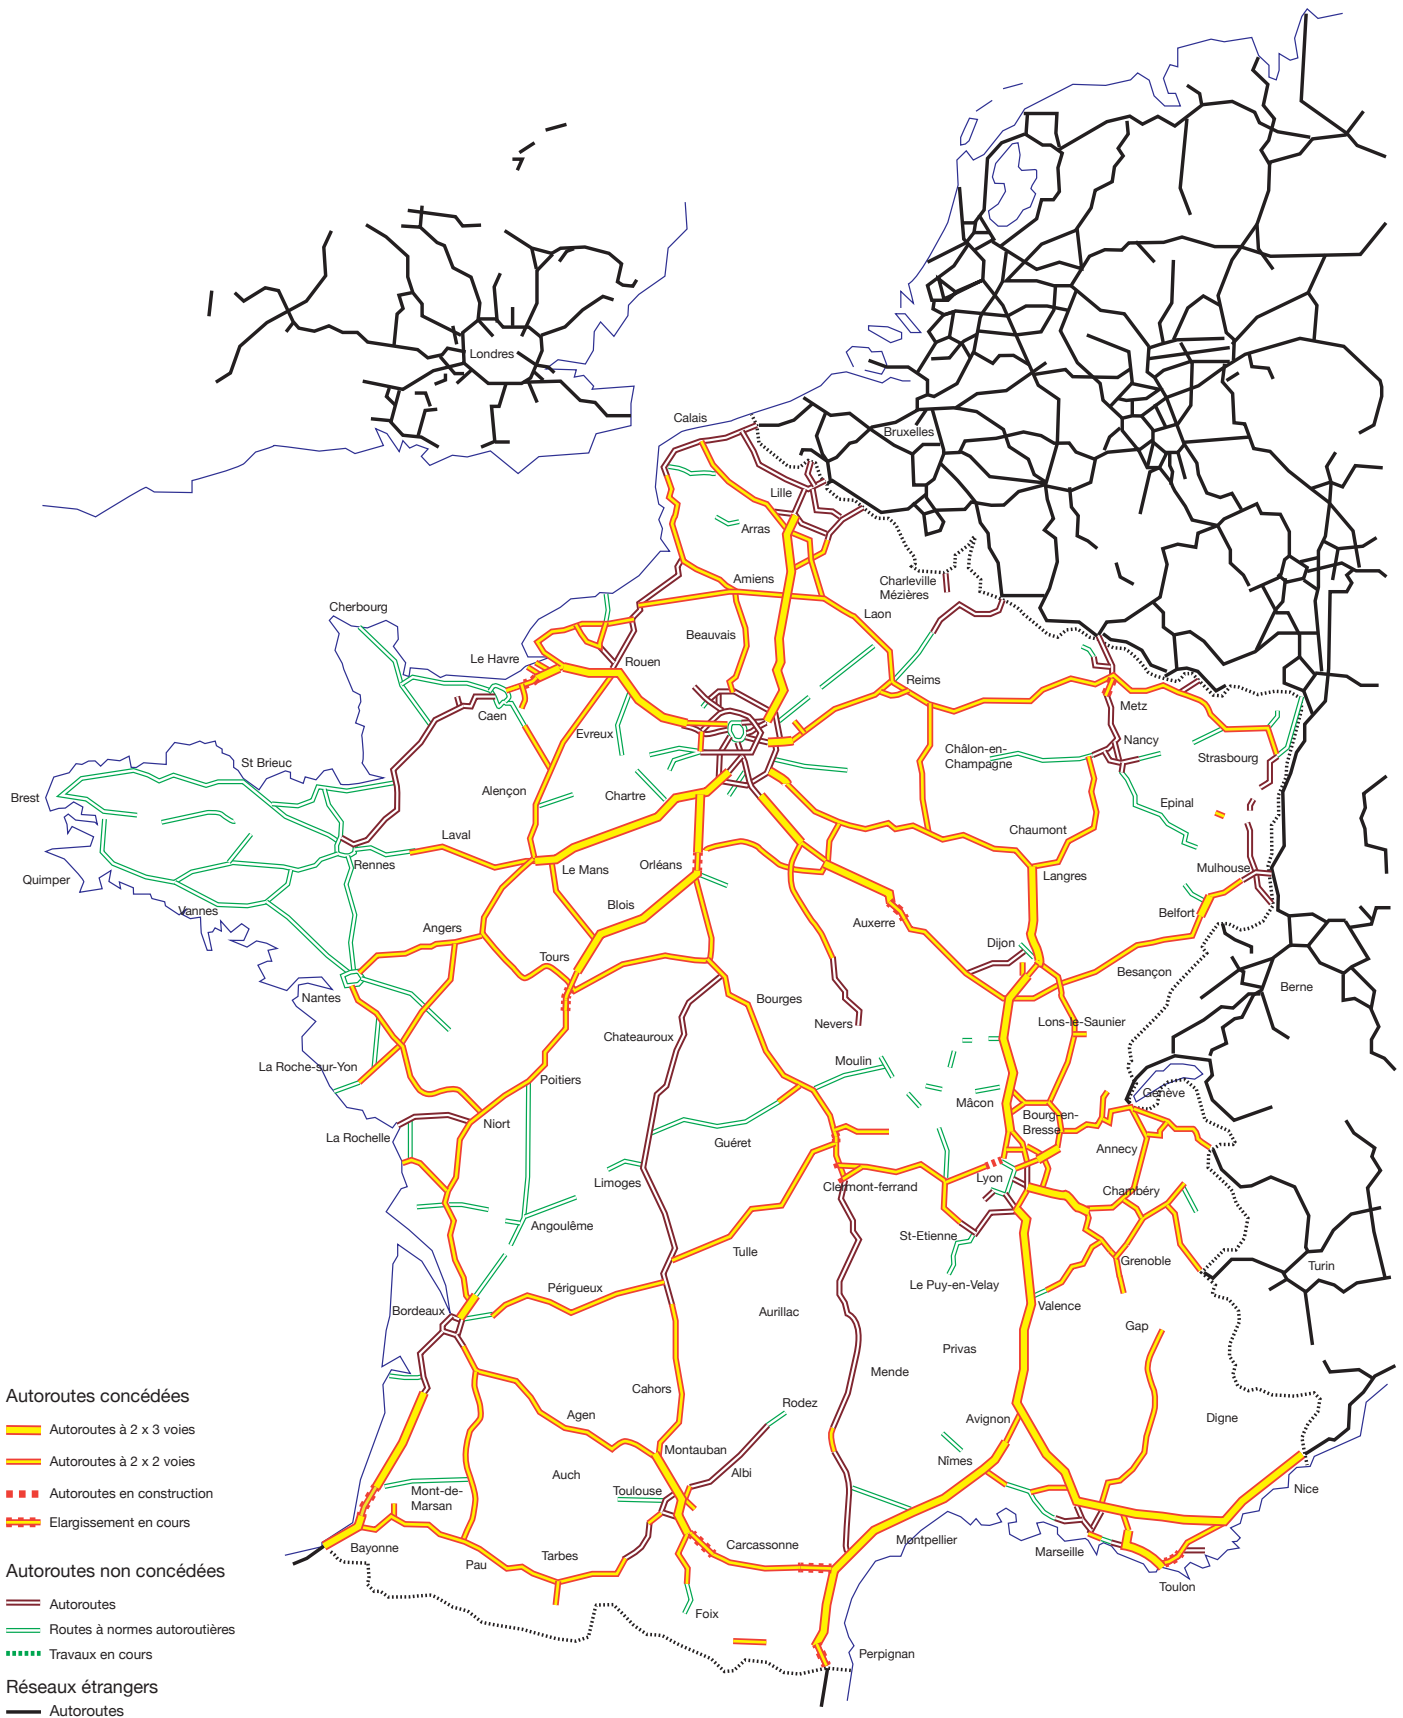 Londres
Calais
Bruxelles
Lille
Arras
Amiens
Charleville
Mézières
Laon
Cherbourg
Beauvais
Le Havre
Rouen
Reims
Caen
Metz
Evreux
Nancy
Châlon-en-
Champagne
Strasbourg
St Brieuc
Alençon
Chartre
Brest
Epinal
Laval
Chaumont
Rennes
Le Mans
Orléans
Langres
Mulhouse
Quimper
Vannes
Blois
Auxerre
Belfort
Angers
Dijon
Tours
Besançon
Berne
Nantes
Bourges
Nevers
Lons-le-Saunier
Chateauroux
La Roche-sur-Yon
Moulin
Poitiers
Genève
Mâcon
Bourg-en-
Bresse
Niort
La Rochelle
Guéret
Annecy
Limoges
Clermont-ferrand
Lyon
Chambéry
Angoulême
St-Etienne
Tulle
Grenoble
Turin
Le Puy-en-Velay
Périgueux
Valence
Bordeaux
Aurillac
Gap
Privas
Mende
Cahors
Rodez
Agen
Avignon
Digne
Montauban
Nîmes
Auch
Albi
Toulouse
Mont-de-
Marsan
Nice
Bayonne
Carcassonne
Montpellier
Marseille
Tarbes
Pau
Toulon
Foix
Perpignan
Autoroutes concédées
Autoroutes à 2 x 3 voies
Autoroutes à 2 x 2 voies
Autoroutes en construction
Elargissement en cours
Autoroutes non concédées
Autoroutes
Routes à normes autoroutières
Travaux en cours
Réseaux étrangers
Autoroutes